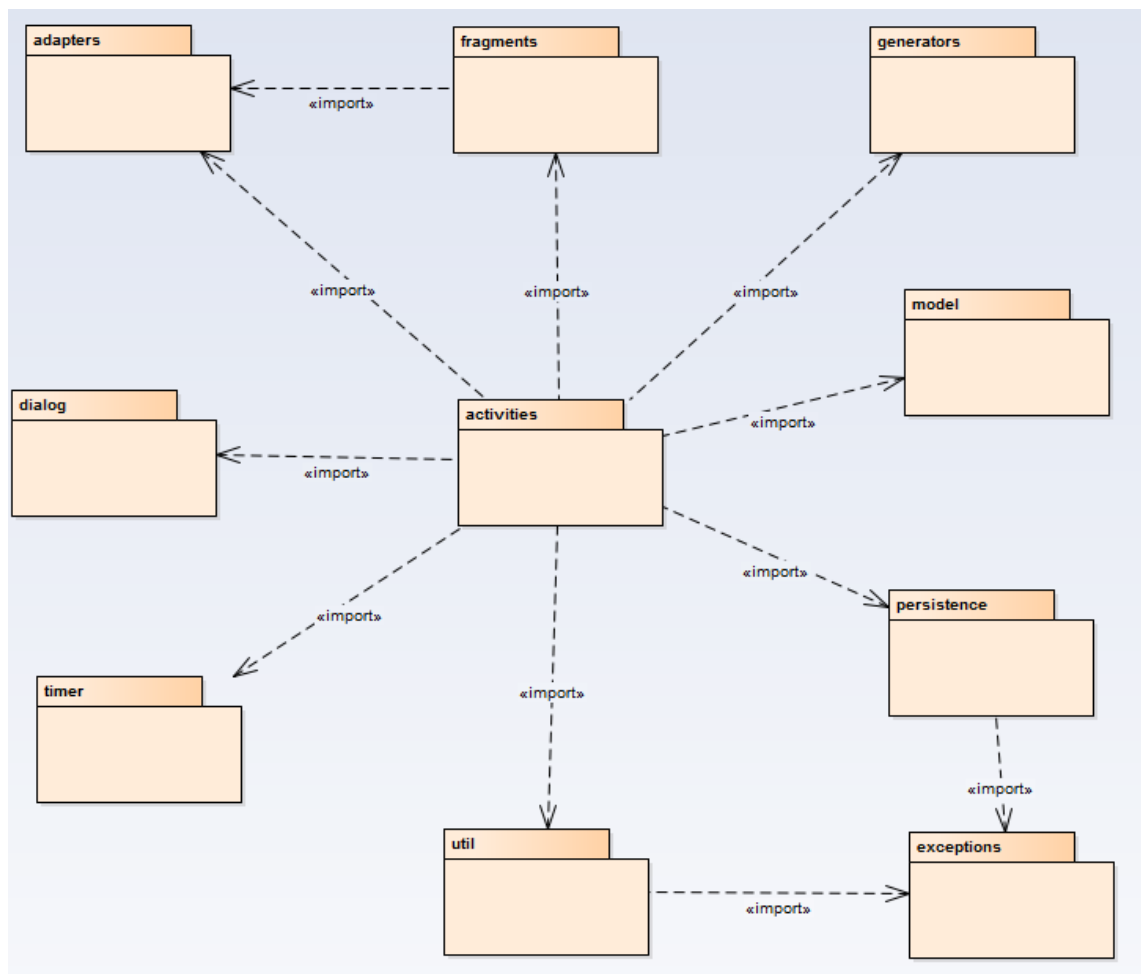 adapters
fragments
generators
«import»
«import»
«import»
«import»
model
dialog
activities
«import»
«import»
«import»
persistence
«import»
timer
«import»
«import»
util
exceptions
«import»